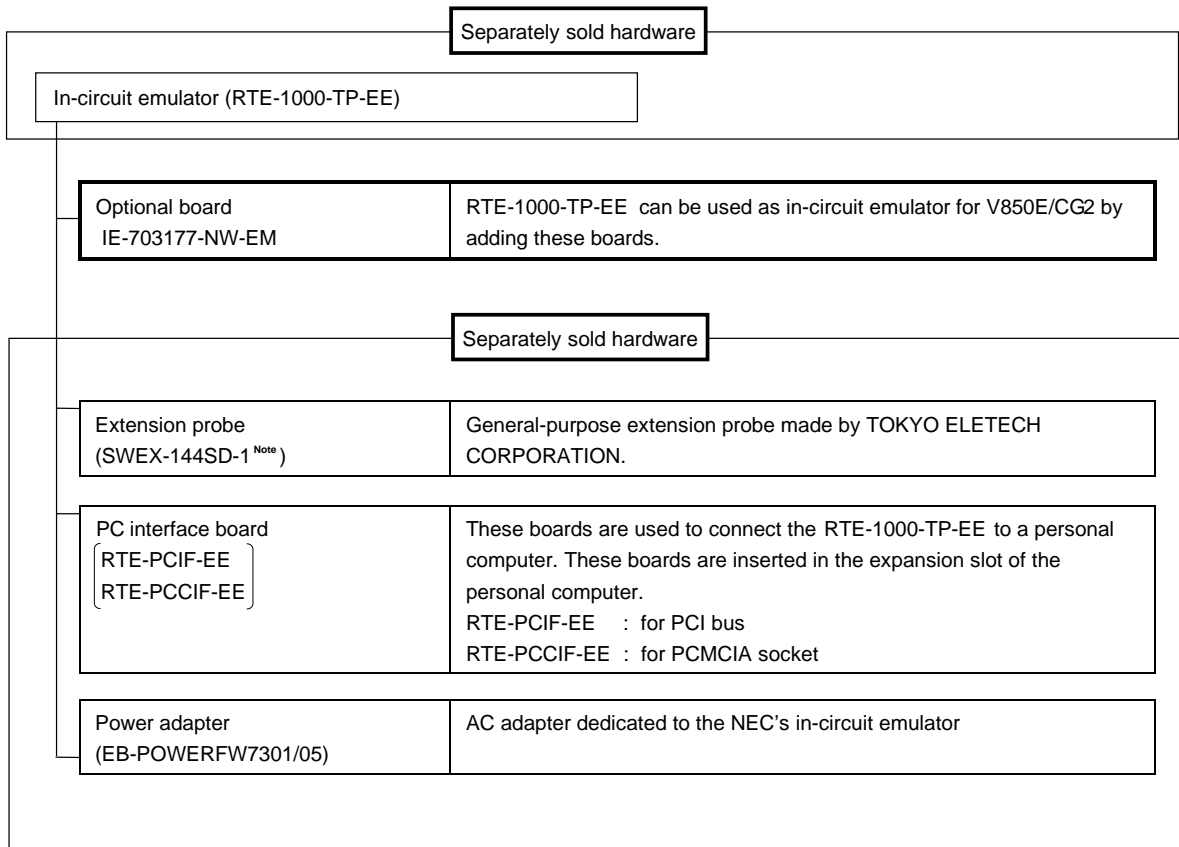 Separately sold hardware
In-circuit emulator (RTE-1000-TP-EE)
Optional board
IE-703177-NW-EM
RTE-1000-TP-EE can be used as in-circuit emulator for V850E/CG2 by
adding these boards.
Separately sold hardware
Extension probe
(SWEX-144SD-1 Note )
General-purpose extension probe made by TOKYO ELETECH
CORPORATION.
PC interface board
RTE-PCIF-EE
RTE-PCCIF-EE
These boards are used to connect the RTE-1000-TP-EE to a personal
computer. These boards are inserted in the expansion slot of the
personal computer.
RTE-PCIF-EE : for PCI bus
RTE-PCCIF-EE : for PCMCIA socket
Power adapter
(EB-POWERFW7301/05)
AC adapter dedicated to the NEC's in-circuit emulator